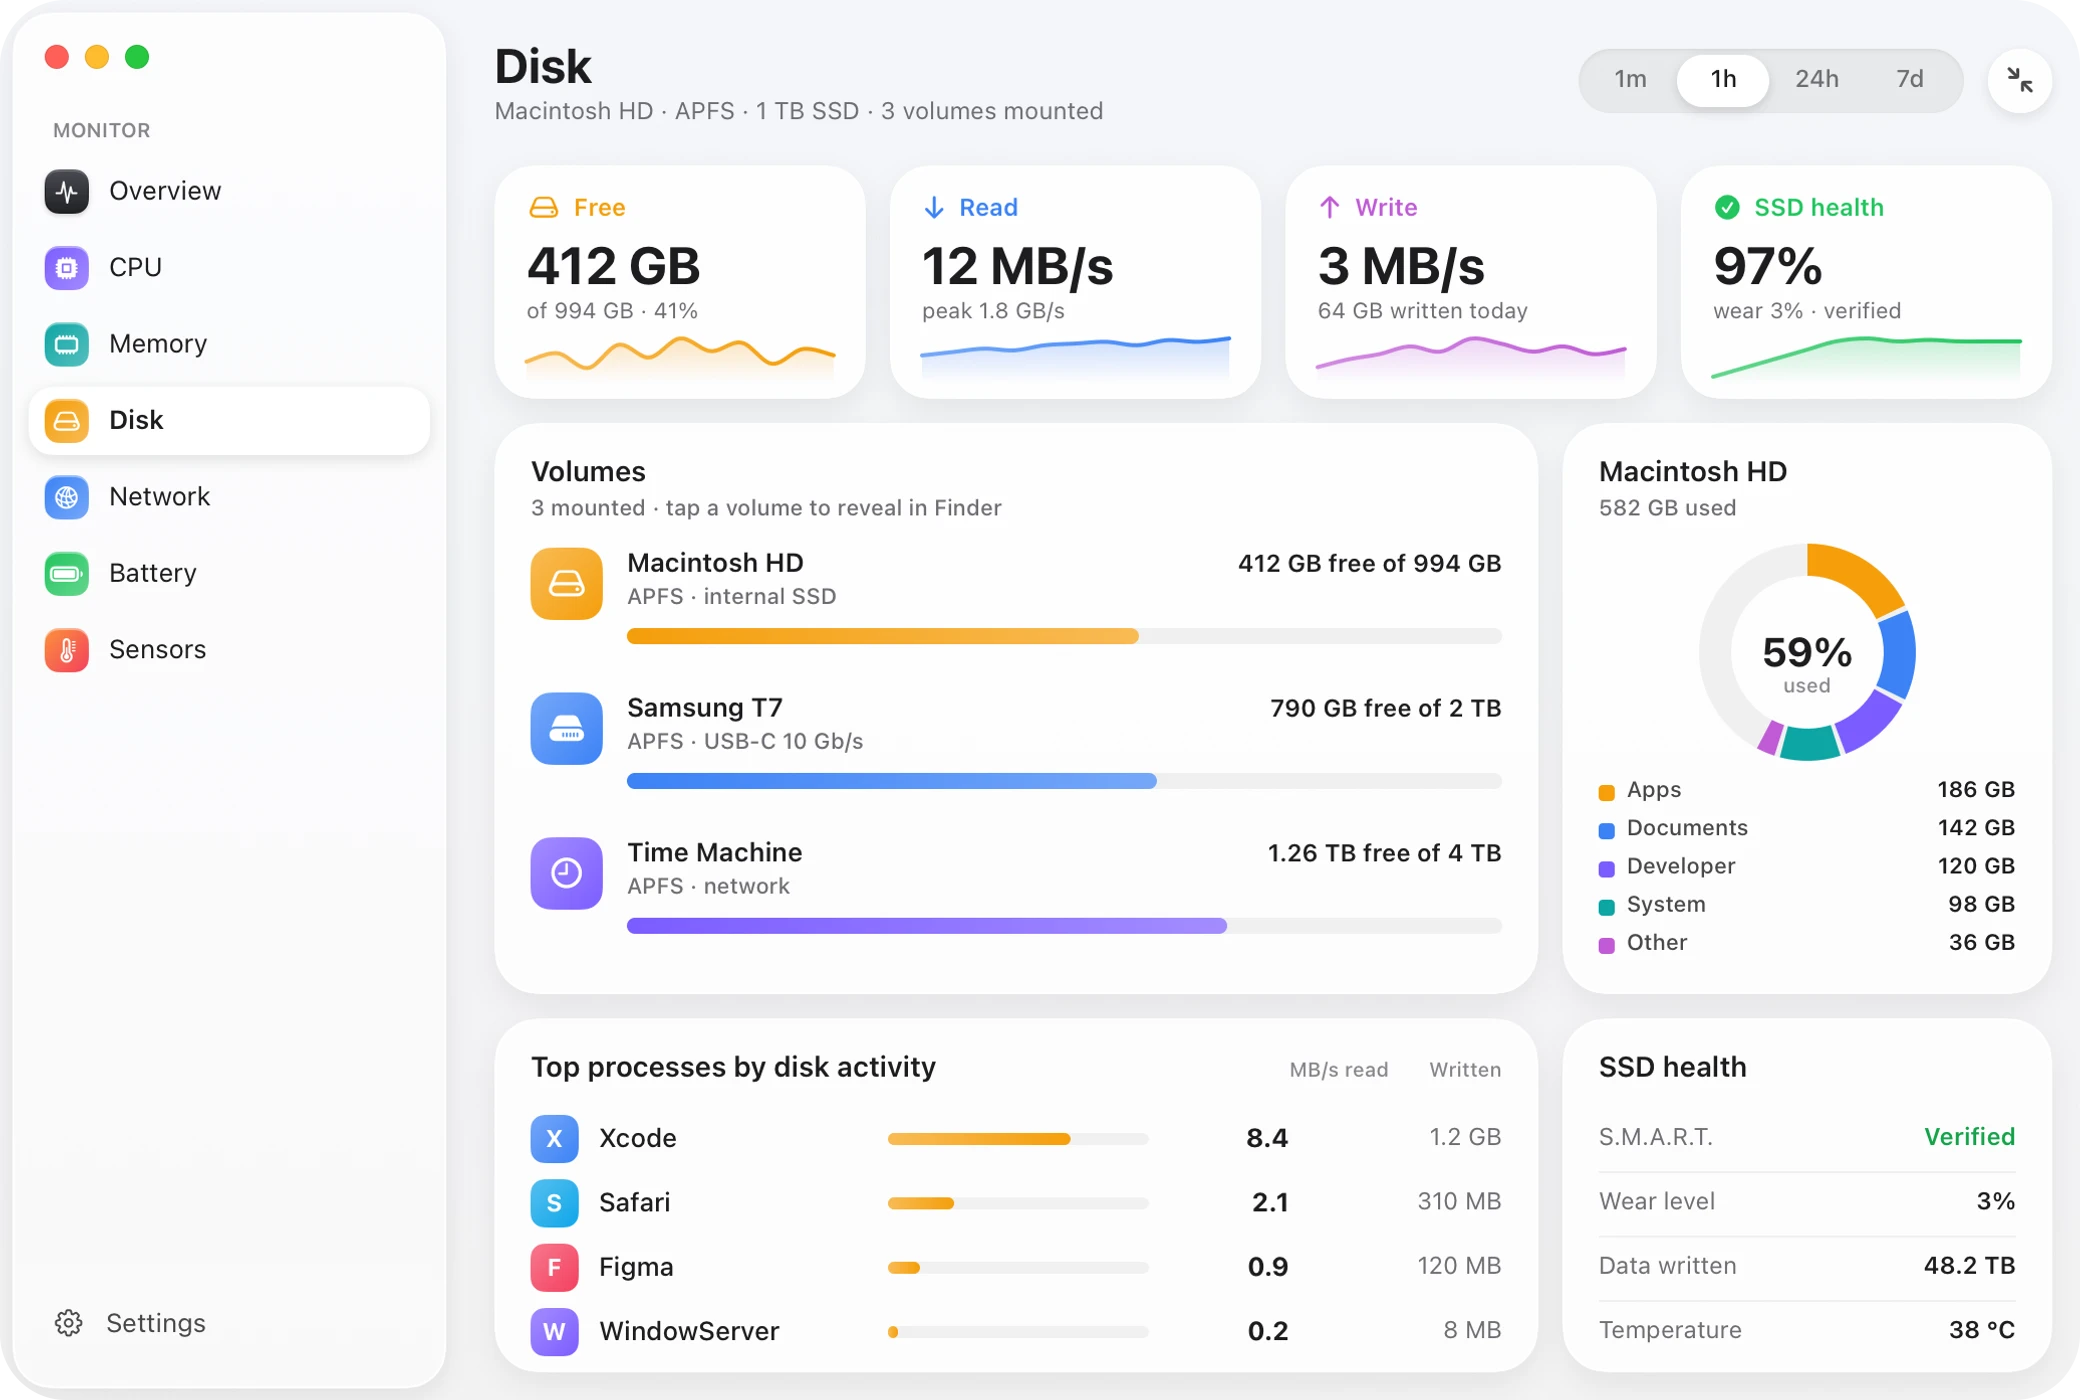 MONITOR
Overview
CPU
Memory
Disk
Network
Battery
Sensors
Settings
Disk
Macintosh HD · APFS · 1 TB SSD · 3 volumes mounted
1m 1h 24h 7d
Free
412 GB
of 994 GB · 41%
Read
12 MB/s
peak 1.8 GB/s
Write
3 MB/s
64 GB written today
SSD health
97%
wear 3% · verified
Volumes
3 mounted · tap a volume to reveal in Finder
Macintosh HD 412 GB free of 994 GB
APFS · internal SSD
Samsung T7 790 GB free of 2 TB
APFS · USB-C 10 Gb/s
Time Machine 1.26 TB free of 4 TB
APFS · network
Macintosh HD
582 GB used
59%
used
Apps 186 GB
Documents 142 GB
Developer 120 GB
System 98 GB
Other 36 GB
Top processes by disk activity MB/s read Written
X Xcode 8.4 1.2 GB
S Safari 2.1 310 MB
F Figma 0.9 120 MB
W WindowServer 0.2 8 MB
SSD health
S.M.A.R.T. Verified
Wear level 3%
Data written 48.2 TB
Temperature 38 °C